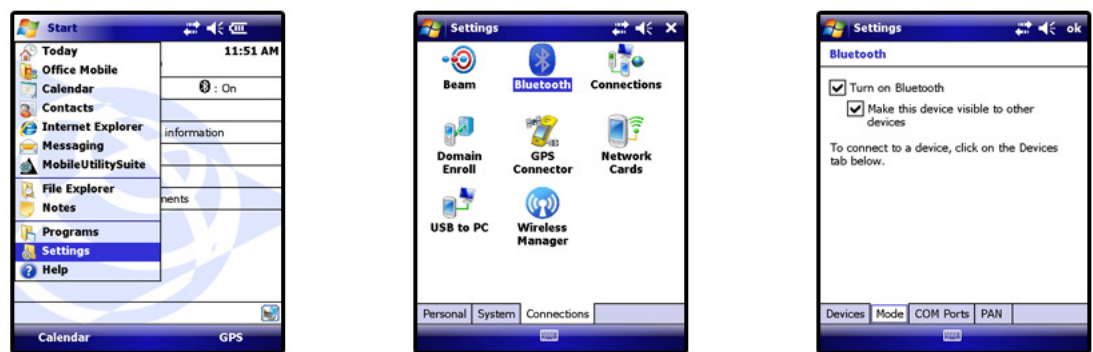 Start
Today
11:51 AM
Office Mobile
Calendar
: On
Contacts
Internet Explorer
information
Messaging
MobileUtilitySuite
File Explorer
ments
Notes
Programs
Settings
Help
Calendar GPS
Settings
Beam Bluetooth Connections
Domain Enroll
GPS Connector
Network Cards
USB to PC
Wireless Manager
Personal System Connections
Settings ok
Bluetooth
Turn on Bluetooth
Make this device visible to other
devices
To connect to a device, click on the Devices
tab below.
Devices Mode COM Ports PAN